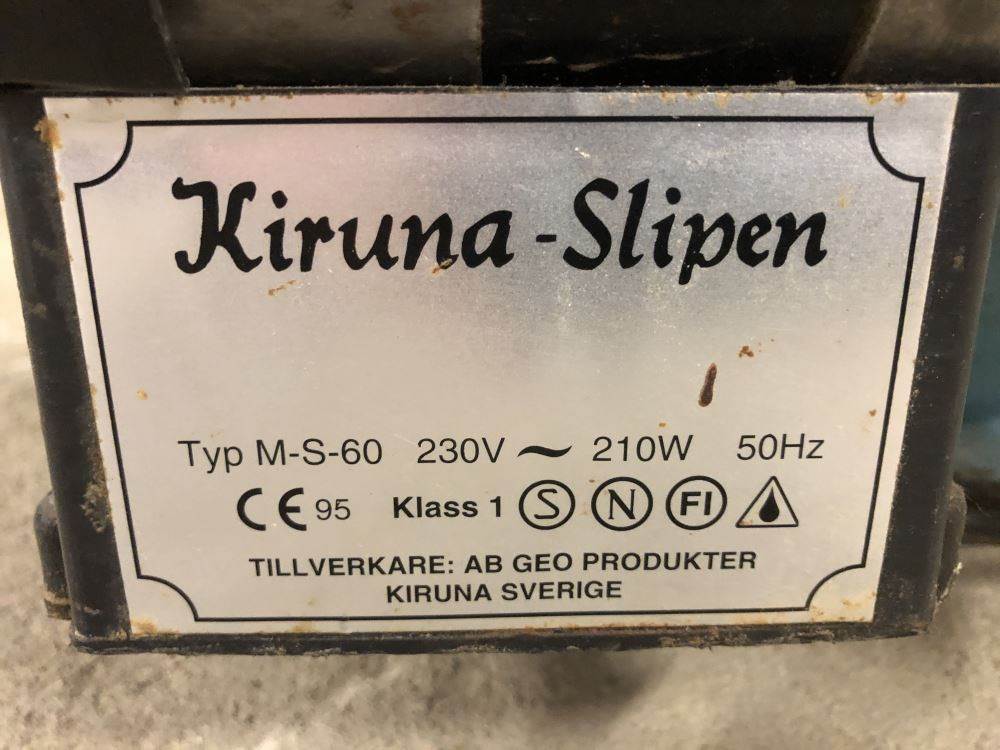 Kiruna-Slipen
Typ M-S-60 230V ~ 210W 50Hz
CE 95 Klass 1 S N FI
TILLVERKARE: AB GEO PRODUKTER
KIRUNA SVERIGE